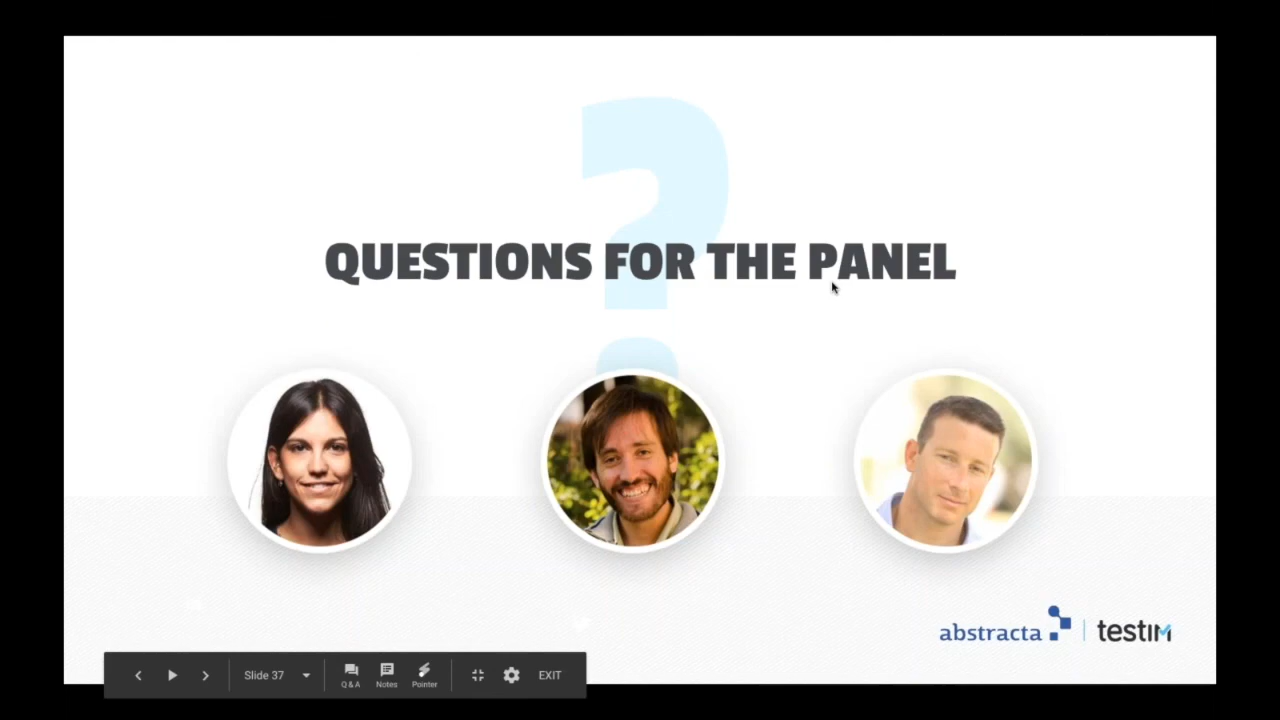 ?
QUESTIONS FOR THE PANEL
abstracta | testim
Slide 37
Q & A
Notes
Pointer
EXIT